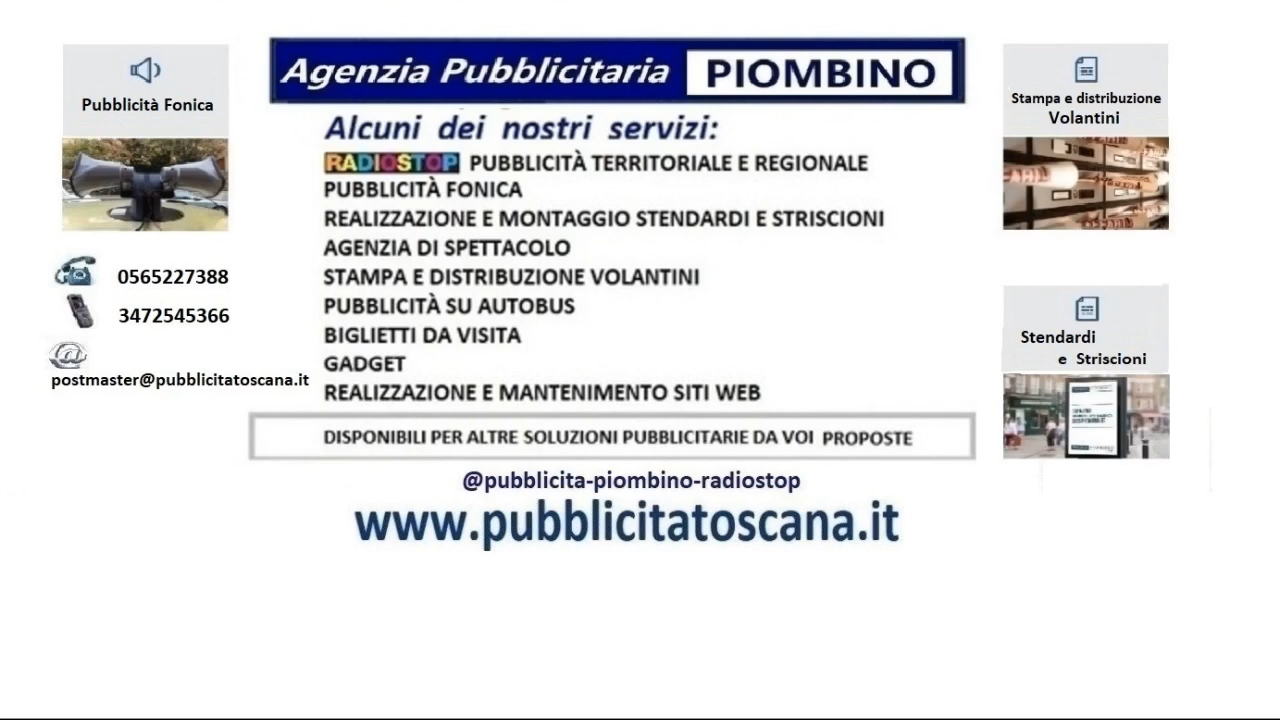 Agenzia Pubblicitaria PIOMBINO
Pubblicità Fonica
Stampa e distribuzione
Volantini
Alcuni dei nostri servizi:
RADIOSTOP PUBBLICITÀ TERRITORIALE E REGIONALE
PUBBLICITÀ FONICA
REALIZZAZIONE E MONTAGGIO STENDARDI E STRISCIONI
AGENZIA DI SPETTACOLO
STAMPA E DISTRIBUZIONE VOLANTINI
PUBBLICITÀ SU AUTOBUS
BIGLIETTI DA VISITA
GADGET
REALIZZAZIONE E MANTENIMENTO SITI WEB
0565227388
3472545366
postmaster@pubblicitatoscana.it
Stendardi
e Striscioni
DISPONIBILI PER ALTRE SOLUZIONI PUBBLICITARIE DA VOI PROPOSTE
@pubblicita-piombino-radiostop
www.pubblicitatoscana.it